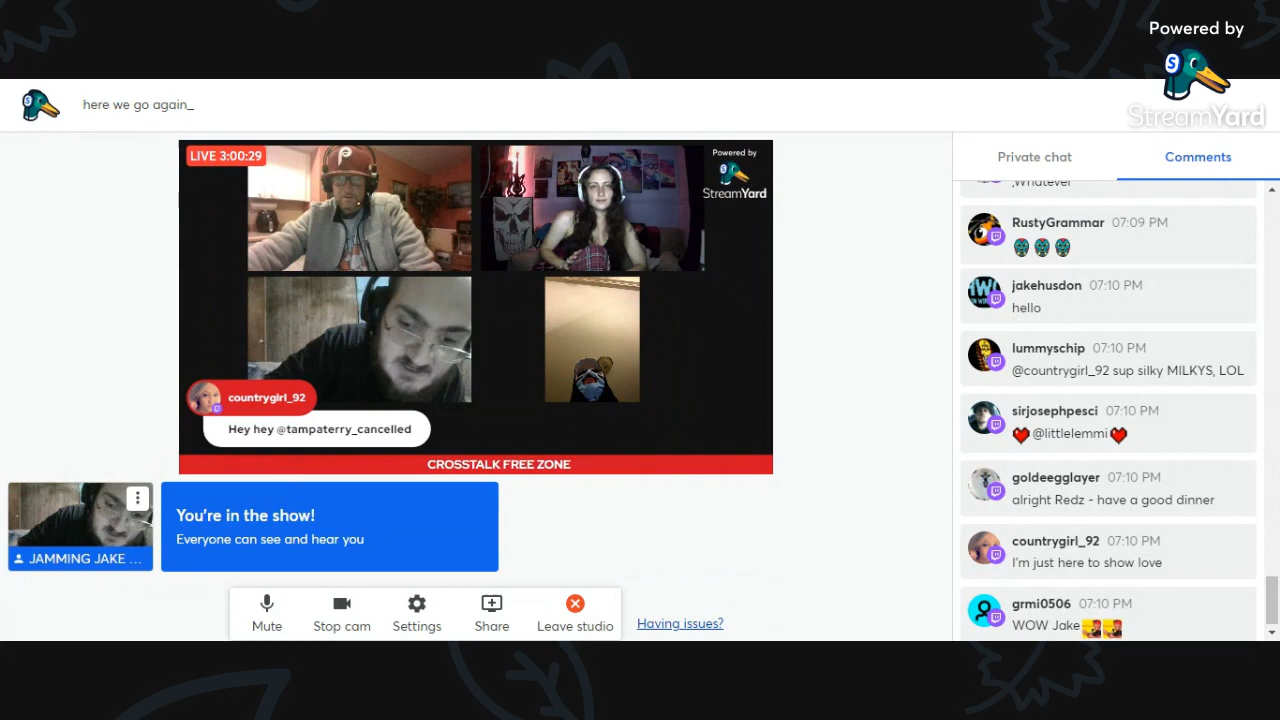 Powered by
StreamYard
here we go again_
LIVE 3:00:29
Powered by
StreamYard
countrygirl_92
Hey hey @tampaterry_cancelled
CROSSTALK FREE ZONE
JAMMING JAKE ...
You're in the show!
Everyone can see and hear you
Mute
Stop cam
Settings
Share
Leave studio
Having issues?
Private chat
Comments
,Whatever
RustyGrammar 07:09 PM
jakehusdon 07:10 PM
hello
lummyschip 07:10 PM
@countrygirl_92 sup silky MILKYS, LOL
sirjosephpesci 07:10 PM
@littlelemmi
goldeegglayer 07:10 PM
alright Redz - have a good dinner
countrygirl_92 07:10 PM
I'm just here to show love
grmi0506 07:10 PM
WOW Jake